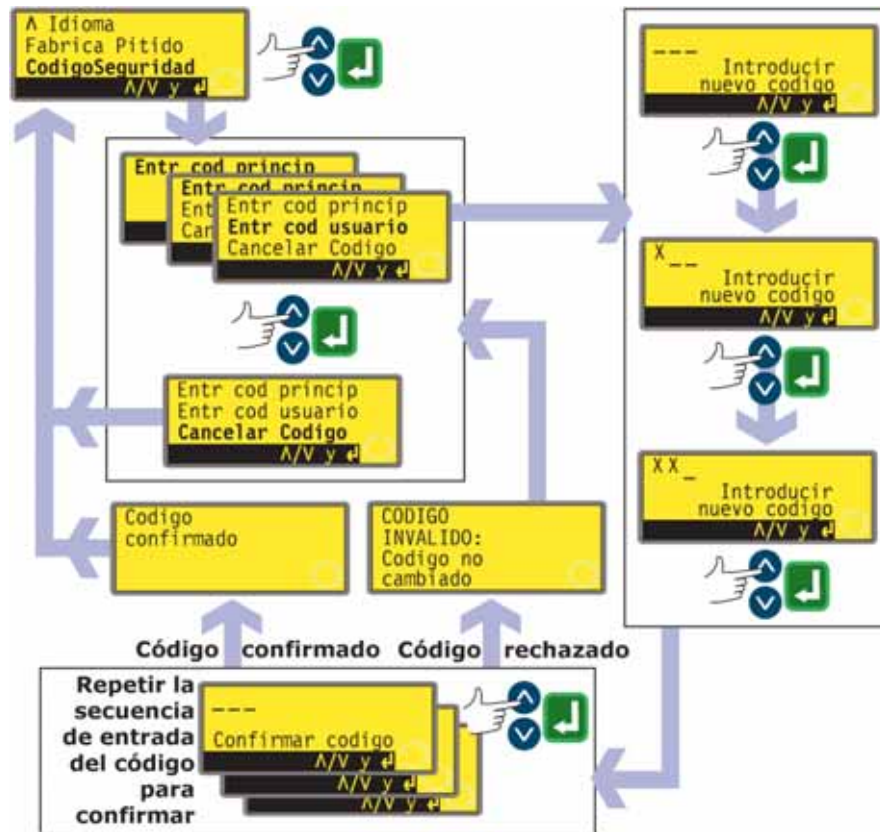 Λ Idioma
Fabrica Pitido
CodigoSeguridad
Λ/V y ↲
Entr cod princip
Entr cod princip
Ent
Can
Entr cod princip
Entr cod usuario
Cancelar Codigo
Λ/V y ↲
Entr cod princip
Entr cod usuario
Cancelar Codigo
Λ/V y ↲
_ _ _
Introducir
nuevo codigo
Λ/V y ↲
X _ _
Introducir
nuevo codigo
Λ/V y ↲
X X _
Introducir
nuevo codigo
Λ/V y ↲
Codigo
confirmado
CODIGO
INVALIDO:
Codigo no
cambiado
Código confirmado
Código rechazado
Repetir la
secuencia
de entrada
del código
para
confirmar
_ _ _
Confirmar codigo
Λ/V y ↲
Λ/V y ↲
Λ/V y ↲